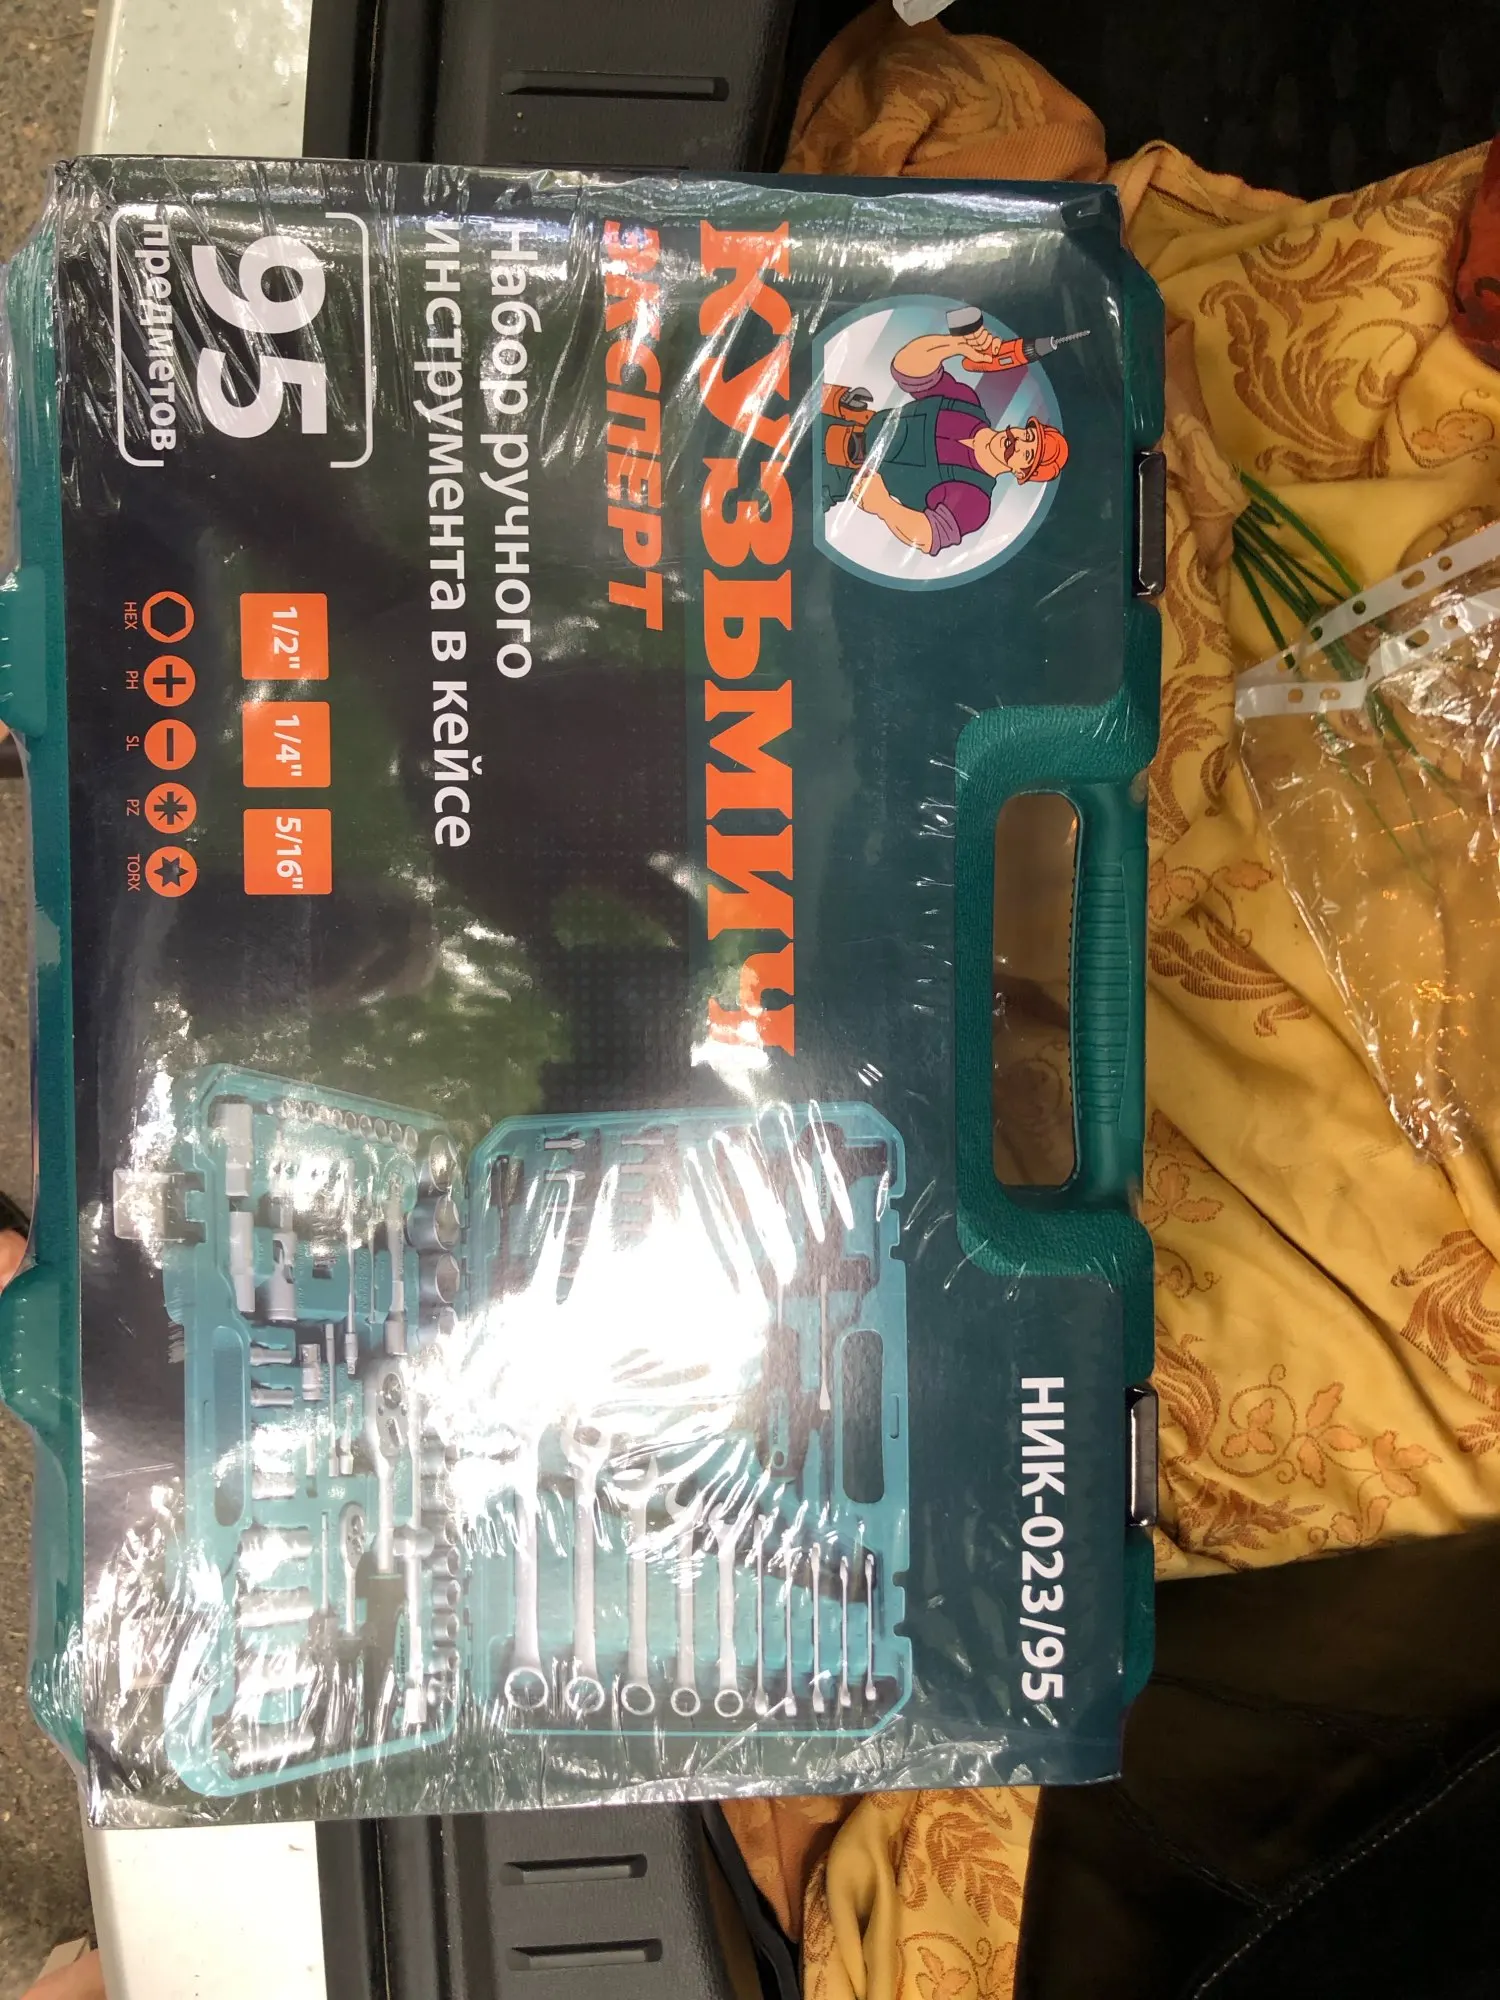 КУЗЬМИЧ
ЭКСПЕРТ
НИК-023/95
Набор ручного
инструмента в кейсе
95
предметов
1/2" 1/4" 5/16"
HEX PH SL PZ TORX